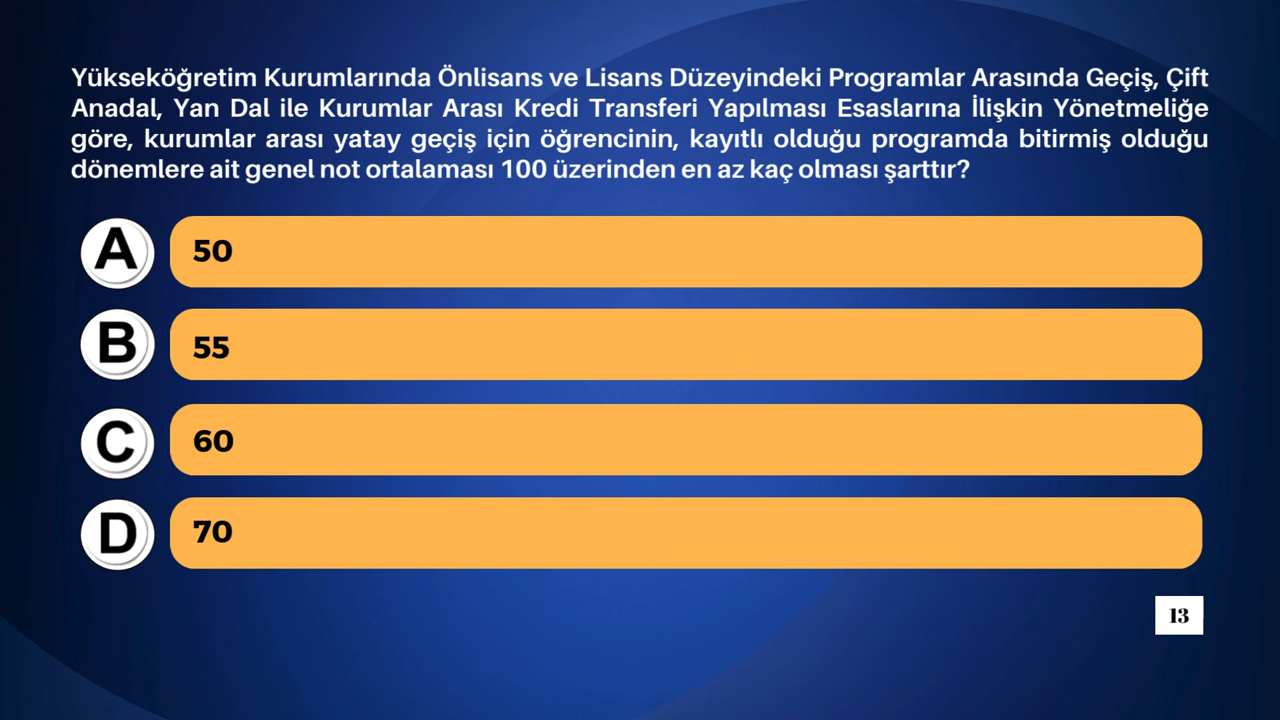 Yükseköğretim Kurumlarında Önlisans ve Lisans Düzeyindeki Programlar Arasında Geçiş, Çift
Anadal, Yan Dal ile Kurumlar Arası Kredi Transferi Yapılması Esaslarına İlişkin Yönetmeliğe
göre, kurumlar arası yatay geçiş için öğrencinin, kayıtlı olduğu programda bitirmiş olduğu
dönemlere ait genel not ortalaması 100 üzerinden en az kaç olması şarttır?
A 50
B 55
C 60
D 70
13